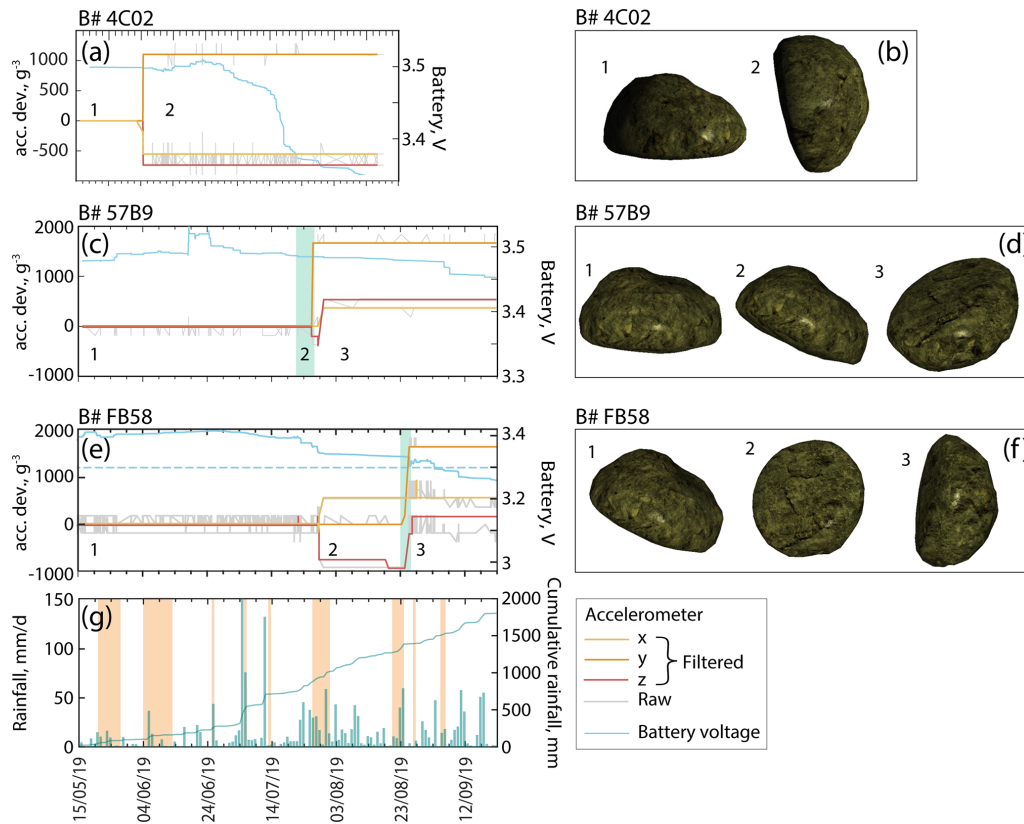 B# 4C02
(a)
acc. dev., g-3
1000
500
0
-500
1
2
3.5
3.4
Battery, V
(b)
1
2
B# 57B9
(c)
acc. dev., g-3
2000
1000
0
-1000
1
2
3
3.5
3.4
3.3
Battery, V
B# 57B9
(d)
1
2
3
B# FB58
(e)
acc. dev., g-3
2000
1000
0
-1000
1
2
3
3.4
3.2
3
Battery, V
B# FB58
(f)
1
2
3
(g)
Rainfall, mm/d
150
100
50
0
2000
1500
1000
500
0
Cumulative rainfall, mm
15/05/19
04/06/19
24/06/19
14/07/19
03/08/19
23/08/19
12/09/19
Accelerometer
x
y
z
Filtered
Raw
Battery voltage